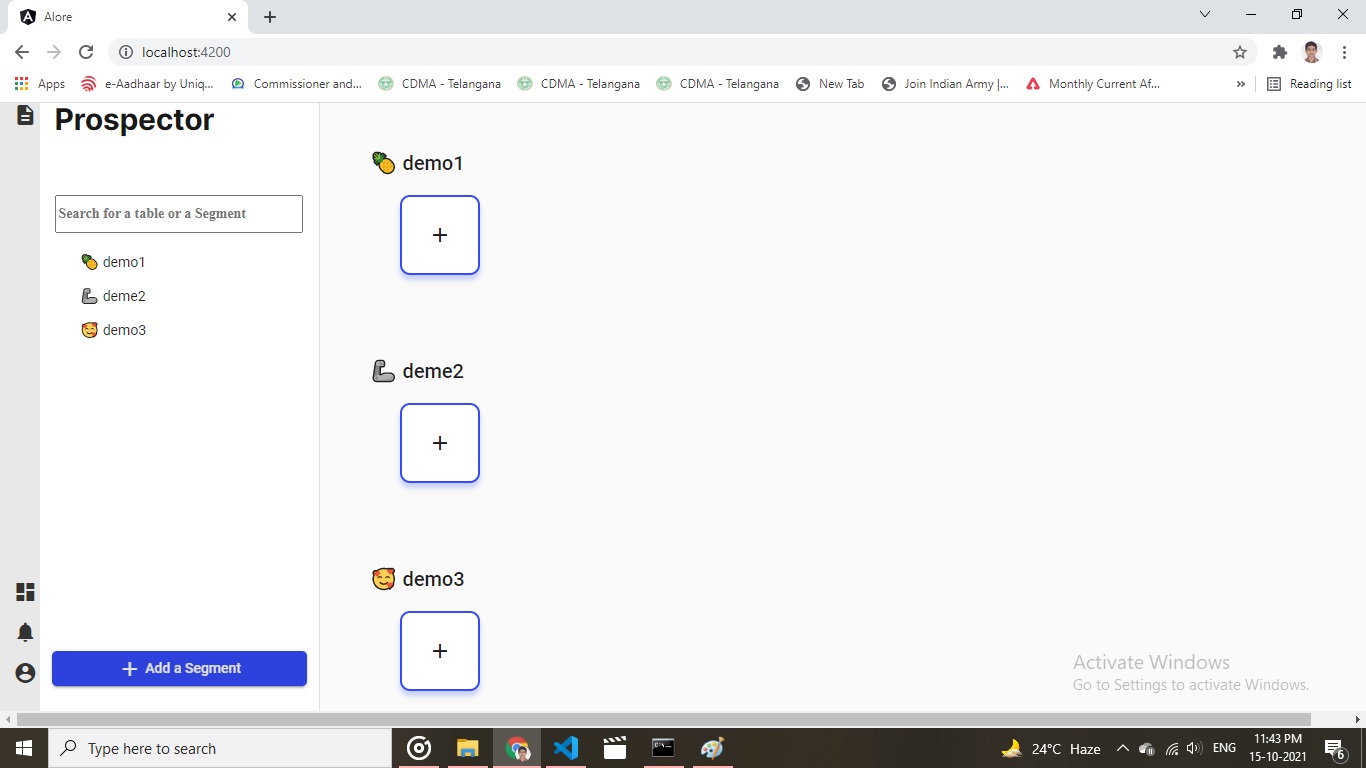 Alore
localhost:4200
Apps e-Aadhaar by Uniq... Commissioner and... CDMA - Telangana CDMA - Telangana CDMA - Telangana New Tab Join Indian Army |... Monthly Current Af... » Reading list
Prospector
Search for a table or a Segment
🍍 demo1
🦾 deme2
🥰 demo3
+ Add a Segment
🍍 demo1
+
🦾 deme2
+
🥰 demo3
+
Activate Windows
Go to Settings to activate Windows.
Type here to search
24°C Haze
ENG
11:43 PM
15-10-2021
6